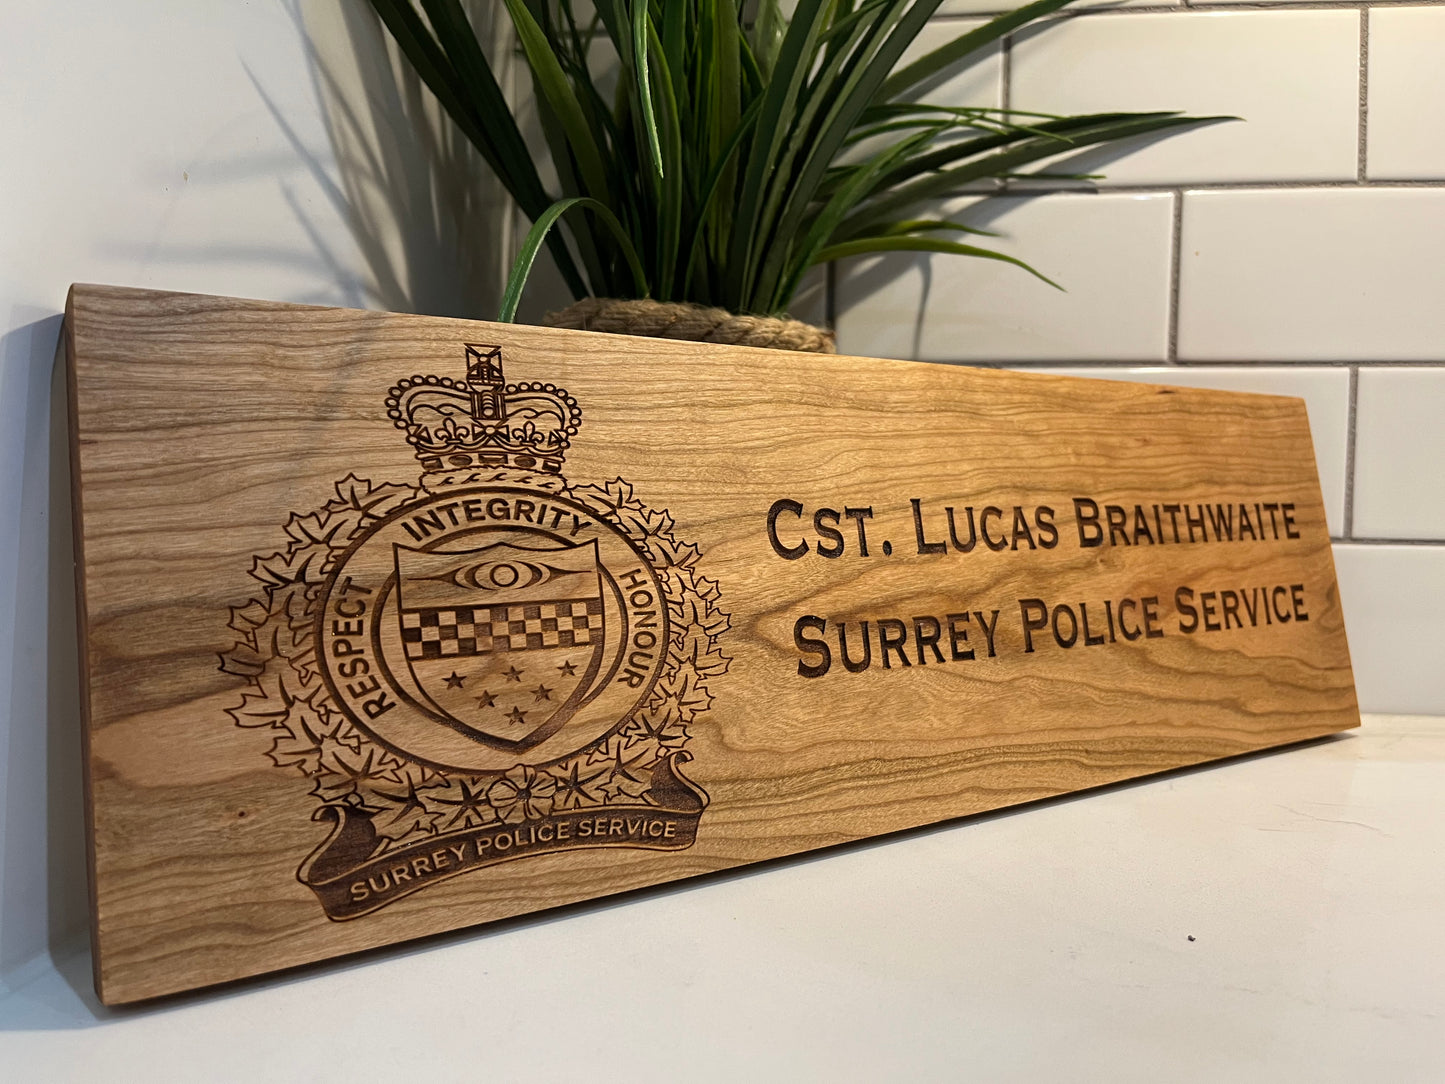 INTEGRITY
RESPECT
HONOUR
SURREY POLICE SERVICE
CST. LUCAS BRAITHWAITE
SURREY POLICE SERVICE